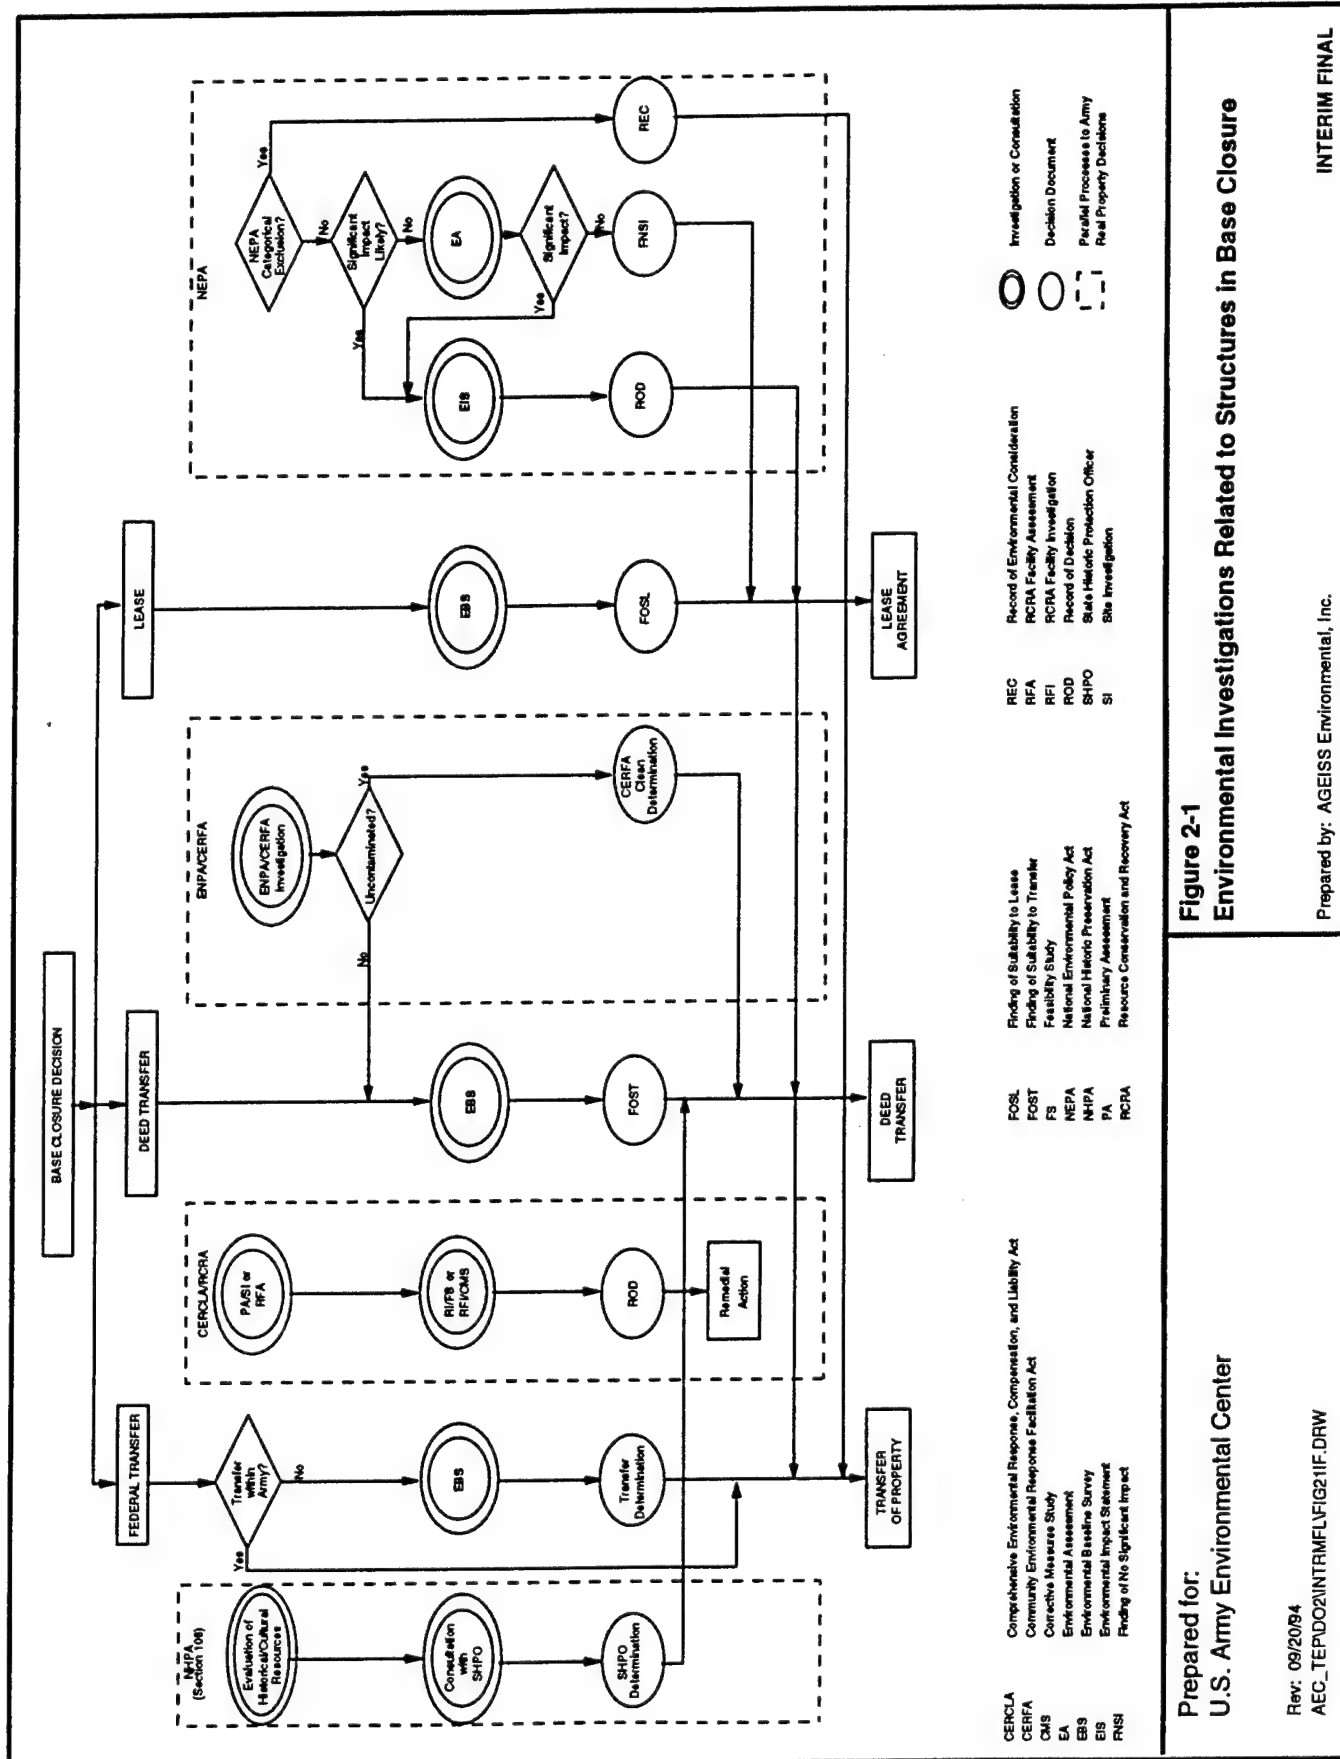 BASE CLOSURE DECISION
FEDERAL TRANSFER
DEED TRANSFER
LEASE
NHPA
(Section 106)
Evaluation of
Historical/Cultural
Resources
Consultation
with
SHPO
SHPO
Determination
Transfer
within
Army?
Yes
No
EBS
Transfer
Determination
TRANSFER
OF PROPERTY
CERCLA/RCRA
PA/SI or
RFA
RI/FS or
RFI/CMS
ROD
Remedial
Action
EBS
FOST
DEED
TRANSFER
ENPA/CERFA
ENPA/CERFA
Investigation
Uncontaminated?
No
Yes
CERFA
Clean
Determination
EBS
FOSL
LEASE
AGREEMENT
NEPA
NEPA
Categorical
Exclusion?
Yes
No
Significant
Impact
Likely?
Yes
No
EIS
EA
Significant
Impact?
Yes
No
ROD
FNSI
REC
CERCLA Comprehensive Environmental Response, Compensation, and Liability Act
CERFA Community Environmental Response Facilitation Act
CMS Corrective Measures Study
EA Environmental Assessment
EBS Environmental Baseline Survey
EIS Environmental Impact Statement
FNSI Finding of No Significant Impact
FOSL Finding of Suitability to Lease
FOST Finding of Suitability to Transfer
FS Feasibility Study
NEPA National Environmental Policy Act
NHPA National Historic Preservation Act
PA Preliminary Assessment
RCRA Resource Conservation and Recovery Act
REC Record of Environmental Consideration
RFA RCRA Facility Assessment
RFI RCRA Facility Investigation
ROD Record of Decision
SHPO State Historic Protection Officer
SI Site Investigation
Investigation or Consultation
Decision Document
Parallel Processes to Army
Real Property Decisions
Prepared for:
U.S. Army Environmental Center
Rev: 09/20/94
AEC_TEP\DO2\INTRMFL\FIG21IF.DRW
Figure 2-1
Environmental Investigations Related to Structures in Base Closure
Prepared by: AGEISS Environmental, Inc.
INTERIM FINAL